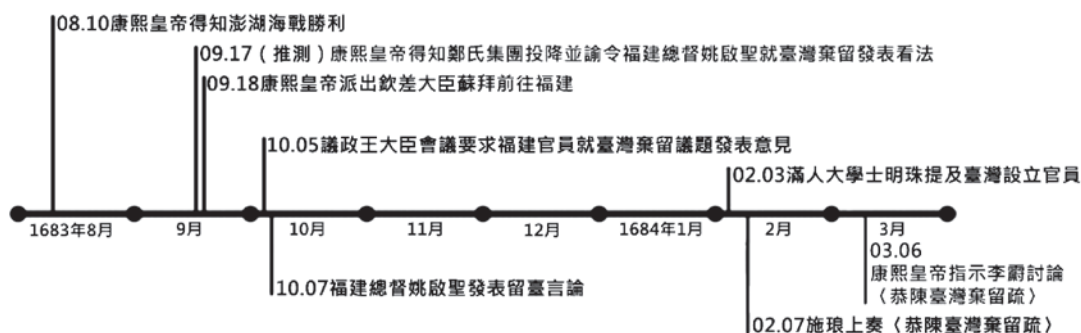 08.10康熙皇帝得知澎湖海戰勝利
09.17（推測）康熙皇帝得知鄭氏集團投降並諭令福建總督姚啟聖就臺灣棄留發表看法
09.18康熙皇帝派出欽差大臣蘇拜前往福建
10.05議政王大臣會議要求福建官員就臺灣棄留議題發表意見
02.03滿人大學士明珠提及臺灣設立官員
1683年8月
9月
10月
11月
12月
1684年1月
2月
3月
03.06
康熙皇帝指示李霨討論
〈恭陳臺灣棄留疏〉
10.07福建總督姚啟聖發表留臺言論
02.07施琅上奏〈恭陳臺灣棄留疏〉